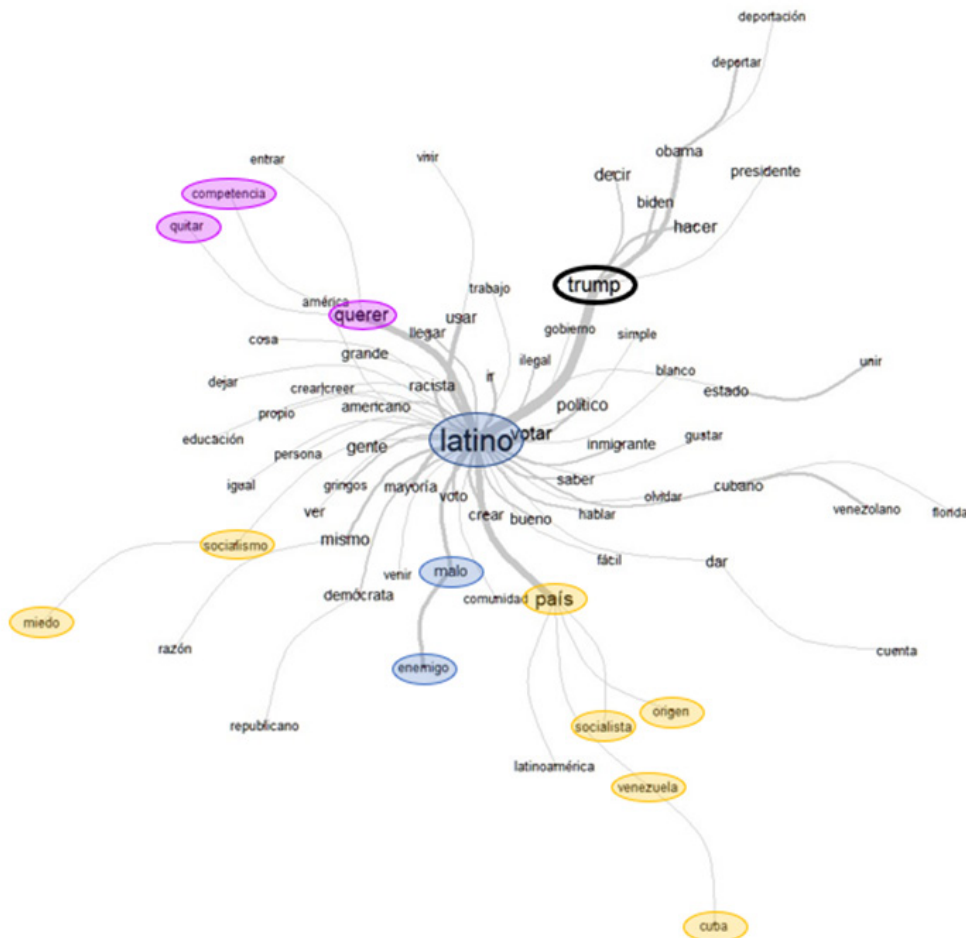 deportación
deportar
obama
decir
presidente
biden
hacer
trump
vivir
entrar
competencia
quitar
américa
querer
trabajo
usar
llegar
gobierno
simple
cosa
grande
ilegal
blanco
unir
dejar
racista
ir
estado
crear|creer
americano
político
propio
latino
votar
gustar
educación
gente
inmigrante
persona
saber
igual
gringos
mayoría
voto
olvidar
cubano
ver
crear
bueno
hablar
venezolano
florida
socialismo
mismo
fácil
dar
malo
venir
demócrata
comunidad
país
miedo
razón
cuenta
enemigo
origen
republicano
socialista
latinoamérica
venezuela
cuba